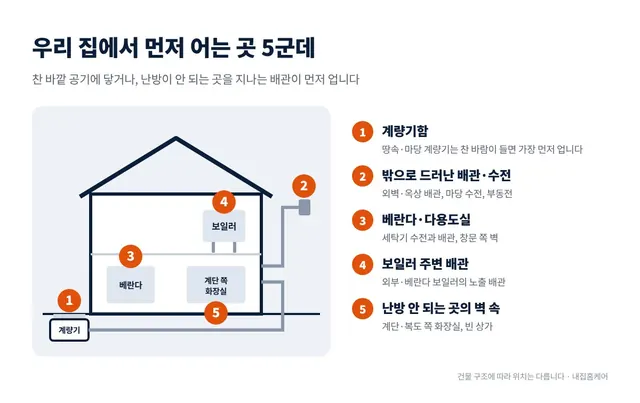 우리 집에서 먼저 어는 곳 5군데
찬 바깥 공기에 닿거나, 난방이 안 되는 곳을 지나는 배관이 먼저 업니다
1
계량기
2
3
베란다
4
보일러
계단 쪽
화장실
5
1 계량기함
땅속·마당 계량기는 찬 바람이 들면 가장 먼저 업니다
2 밖으로 드러난 배관·수전
외벽·옥상 배관, 마당 수전, 부동전
3 베란다·다용도실
세탁기 수전과 배관, 창문 쪽 벽
4 보일러 주변 배관
외부·베란다 보일러의 노출 배관
5 난방 안 되는 곳의 벽 속
계단·복도 쪽 화장실, 빈 상가
건물 구조에 따라 위치는 다릅니다 · 내집홈케어